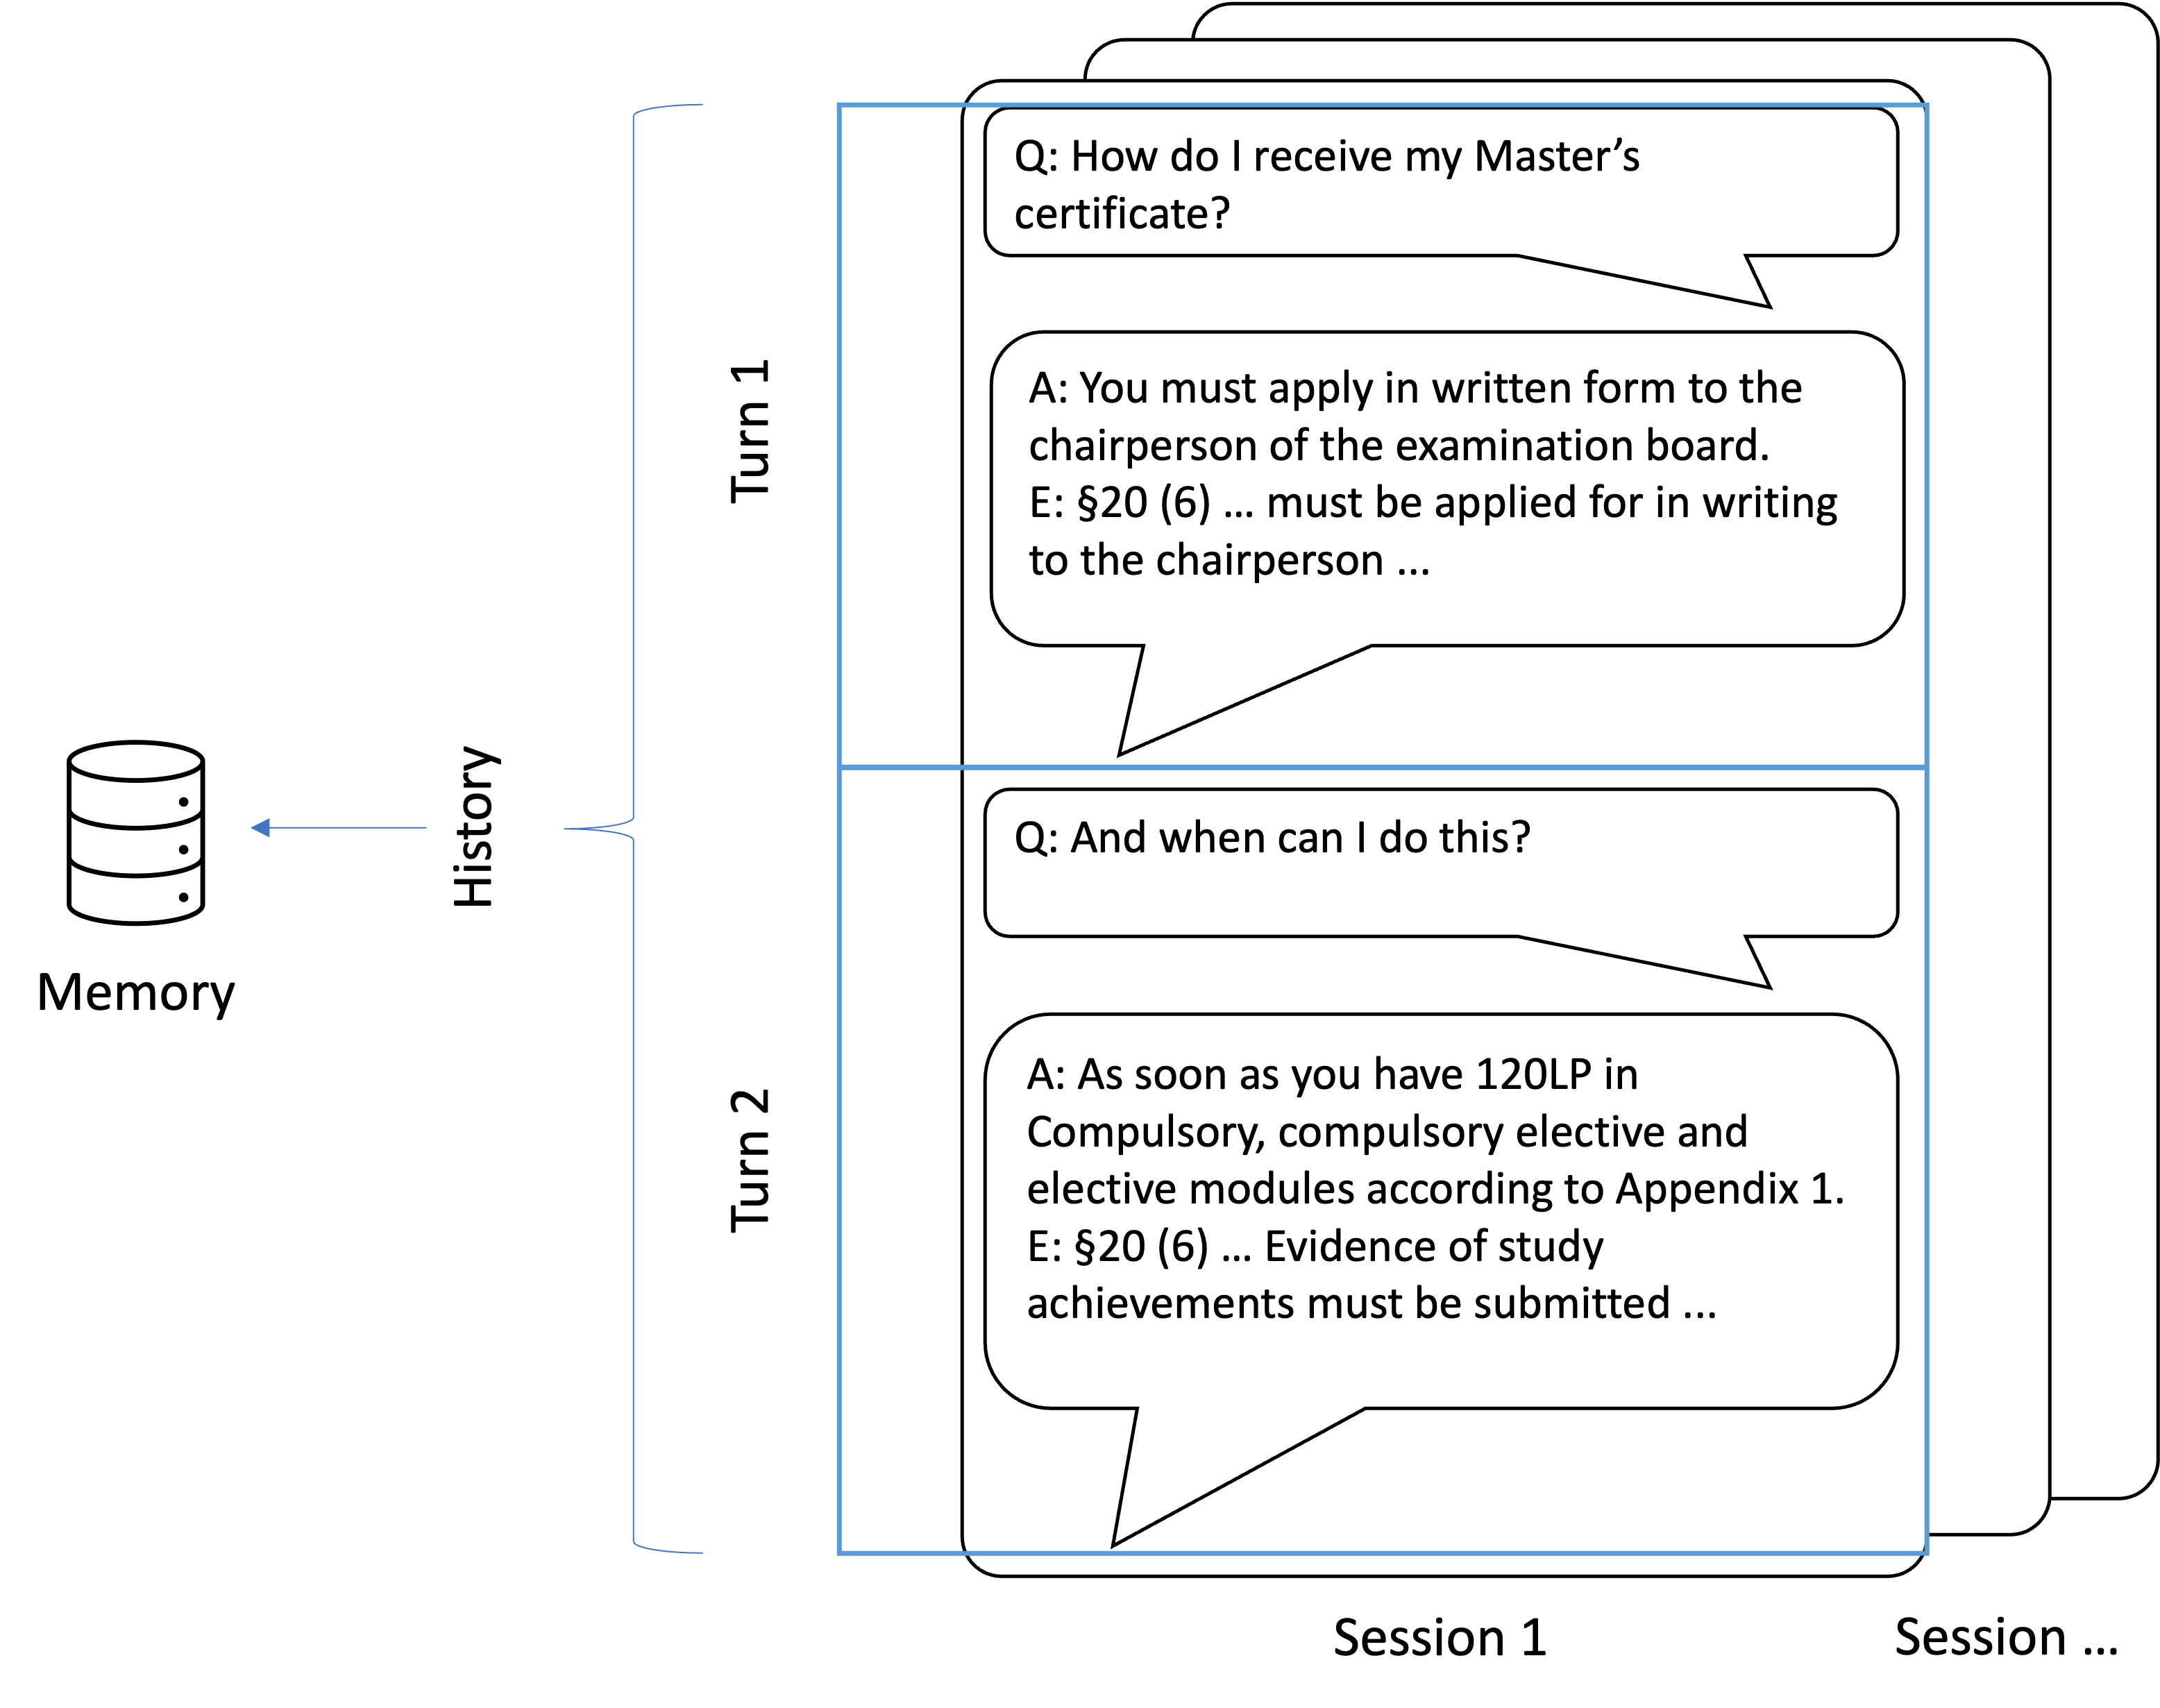 Q: How do I receive my Master’s
certificate?
Turn 1
A: You must apply in written form to the
chairperson of the examination board.
E: §20 (6) ... must be applied for in writing
to the chairperson ...
History
Memory
Q: And when can I do this?
Turn 2
A: As soon as you have 120LP in
Compulsory, compulsory elective and
elective modules according to Appendix 1.
E: §20 (6) ... Evidence of study
achievements must be submitted ...
Session 1
Session ...